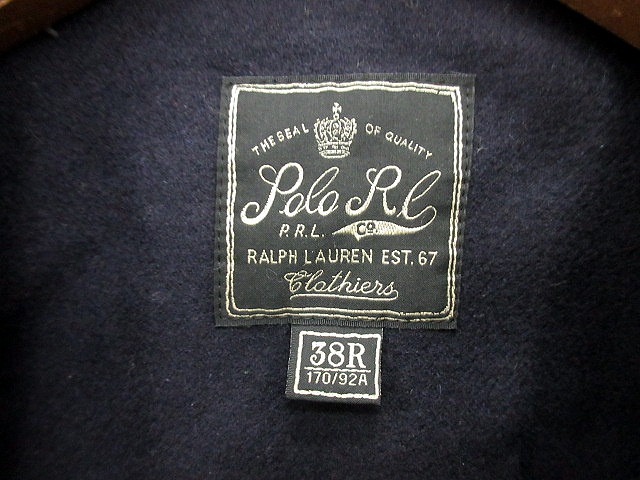 THE SEAL OF QUALITY
Polo Rl
P.R.L. Co.
RALPH LAUREN EST. 67
Clothiers
38R
170/92A